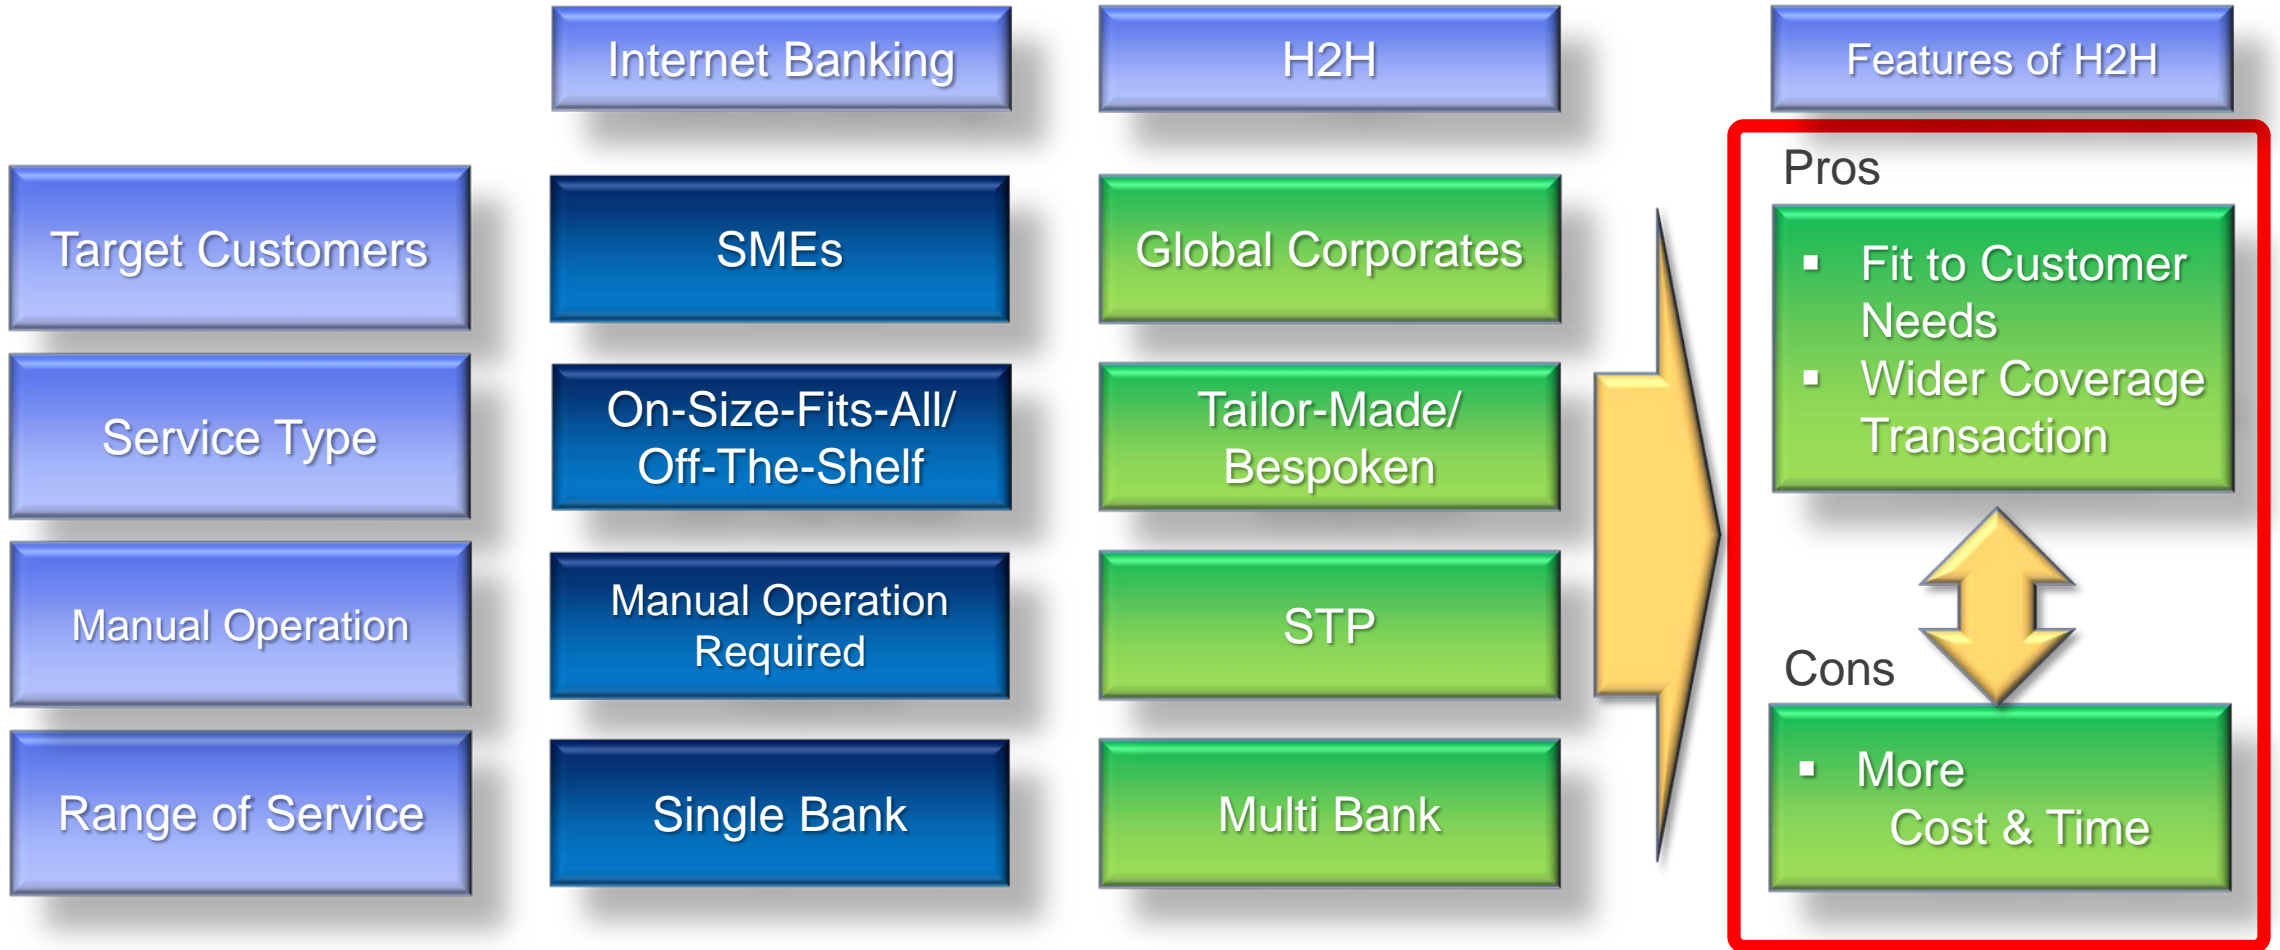 Internet Banking
H2H
Features of H2H
Target Customers
SMEs
Global Corporates
Service Type
On-Size-Fits-All/
Off-The-Shelf
Tailor-Made/
Bespoken
Manual Operation
Manual Operation
Required
STP
Range of Service
Single Bank
Multi Bank
Pros
▪ Fit to Customer
Needs
▪ Wider Coverage
Transaction
Cons
▪ More
Cost & Time